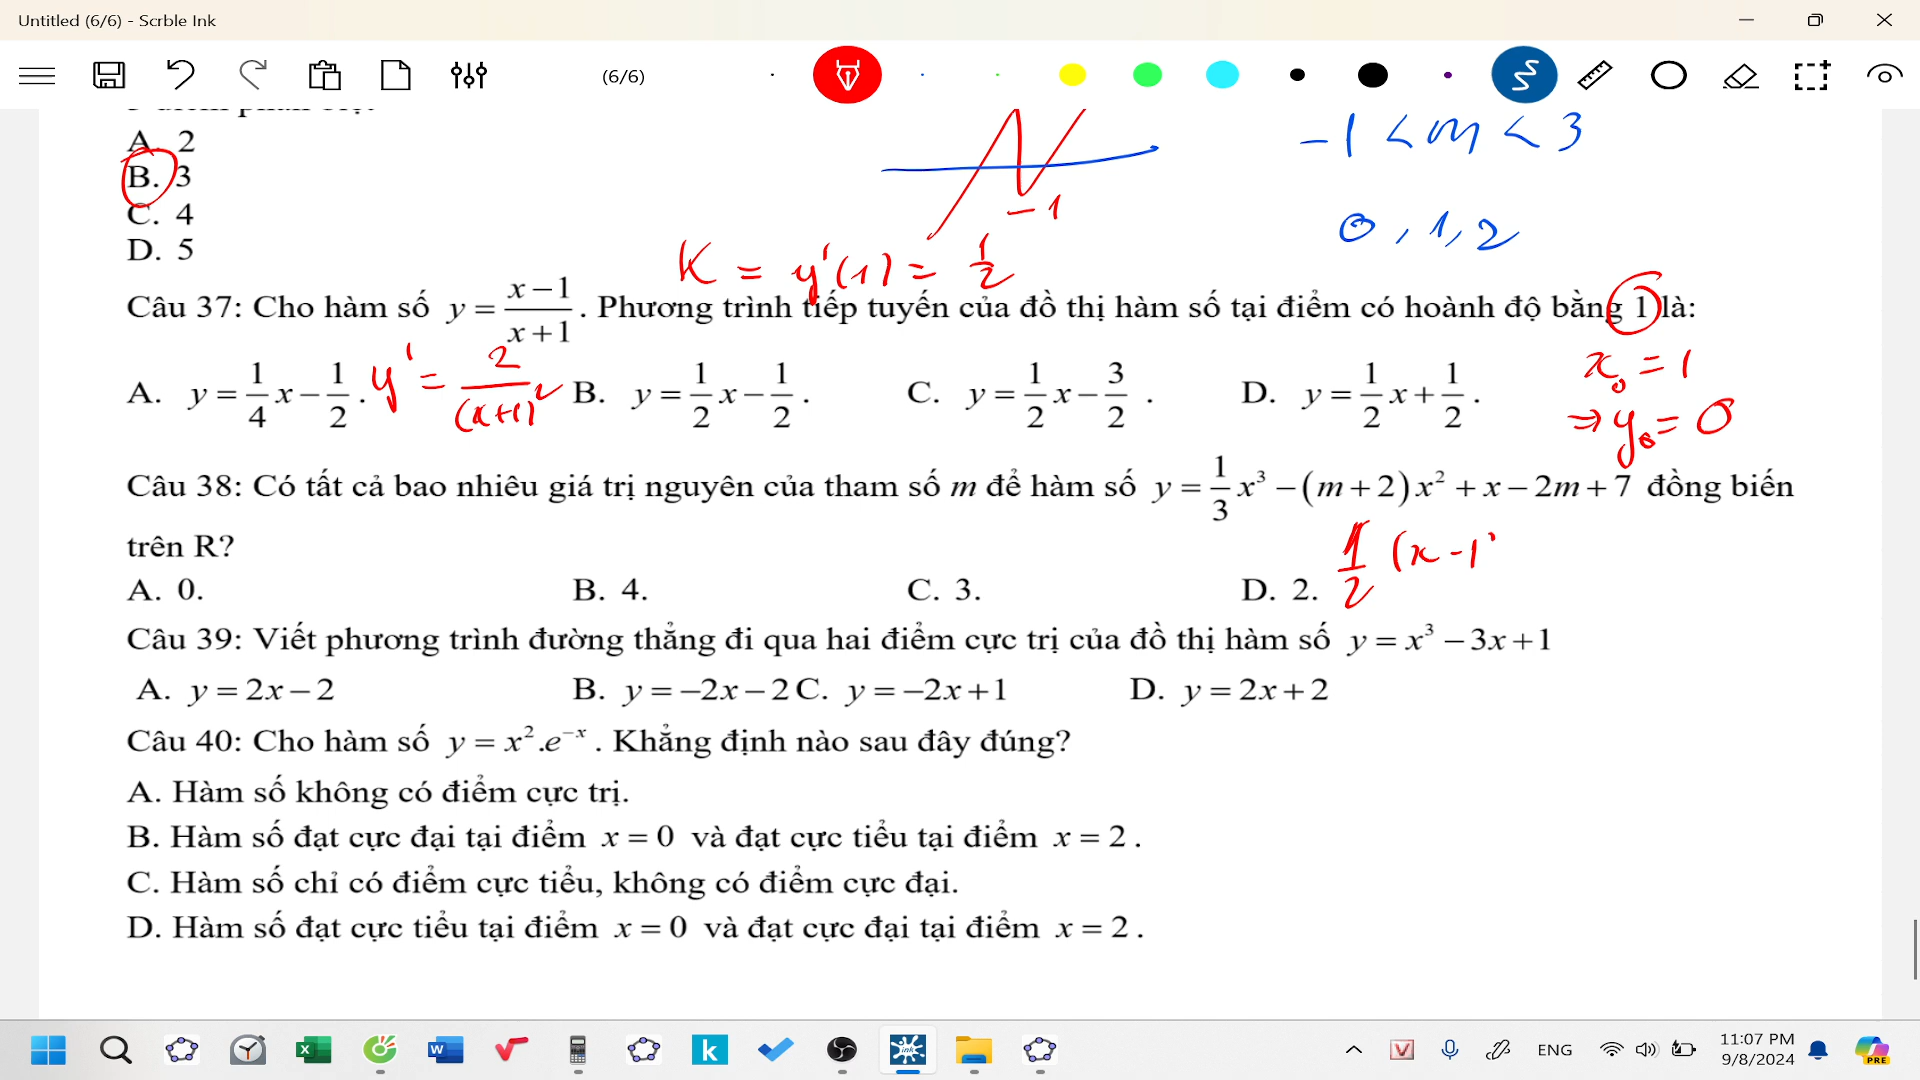 Untitled (6/6) - Scrble Ink
(6/6)
A. 2
B. 3
C. 4
D. 5
-1
-1 < m < 3
0, 1, 2
K = y'(1) = 1/2
Câu 37: Cho hàm số y = (x−1)/(x+1). Phương trình tiếp tuyến của đồ thị hàm số tại điểm có hoành độ bằng 1 là:
A. y = 1/4 x − 1/2. B. y = 1/2 x − 1/2. C. y = 1/2 x − 3/2 . D. y = 1/2 x + 1/2.
y' = 2/(x+1)²
x₀ = 1
⇒ y₀ = 0
Câu 38: Có tất cả bao nhiêu giá trị nguyên của tham số m để hàm số y = 1/3 x³ − (m+2)x² + x − 2m + 7 đồng biến
trên R?
1/2 (x-1)
A. 0. B. 4. C. 3. D. 2.
Câu 39: Viết phương trình đường thẳng đi qua hai điểm cực trị của đồ thị hàm số y = x³ − 3x + 1
A. y = 2x − 2 B. y = −2x − 2 C. y = −2x + 1 D. y = 2x + 2
Câu 40: Cho hàm số y = x².e⁻ˣ. Khẳng định nào sau đây đúng?
A. Hàm số không có điểm cực trị.
B. Hàm số đạt cực đại tại điểm x = 0 và đạt cực tiểu tại điểm x = 2.
C. Hàm số chỉ có điểm cực tiểu, không có điểm cực đại.
D. Hàm số đạt cực tiểu tại điểm x = 0 và đạt cực đại tại điểm x = 2.
ENG
11:07 PM
9/8/2024
PRE